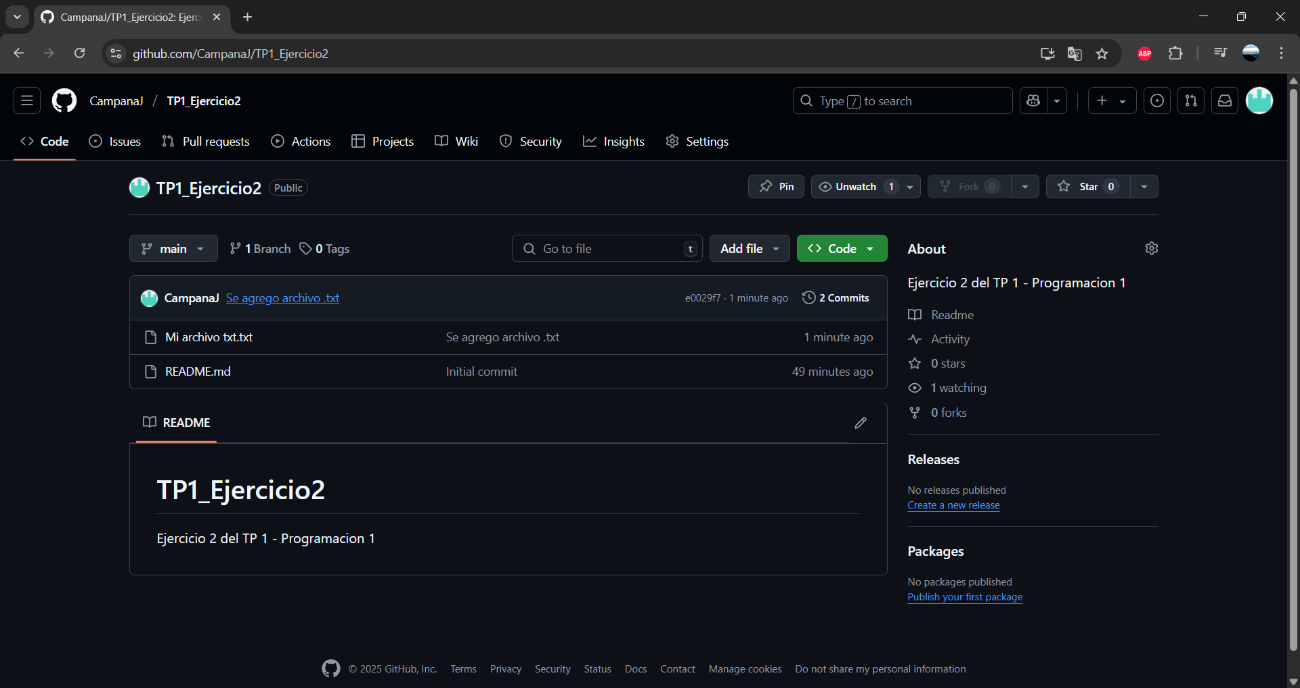 CampanaJ/TP1_Ejercicio2: Ejerc
github.com/CampanaJ/TP1_Ejercicio2
ABP
CampanaJ / TP1_Ejercicio2
Type / to search
Code Issues Pull requests Actions Projects Wiki Security Insights Settings
TP1_Ejercicio2 Public
Pin Unwatch 1 Fork 0 Star 0
main 1 Branch 0 Tags Go to file t Add file Code
CampanaJ Se agrego archivo .txt e0029f7 · 1 minute ago 2 Commits
Mi archivo txt.txt Se agrego archivo .txt 1 minute ago
README.md Initial commit 49 minutes ago
README
TP1_Ejercicio2
Ejercicio 2 del TP 1 - Programacion 1
About
Ejercicio 2 del TP 1 - Programacion 1
Readme
Activity
0 stars
1 watching
0 forks
Releases
No releases published
Create a new release
Packages
No packages published
Publish your first package
© 2025 GitHub, Inc. Terms Privacy Security Status Docs Contact Manage cookies Do not share my personal information